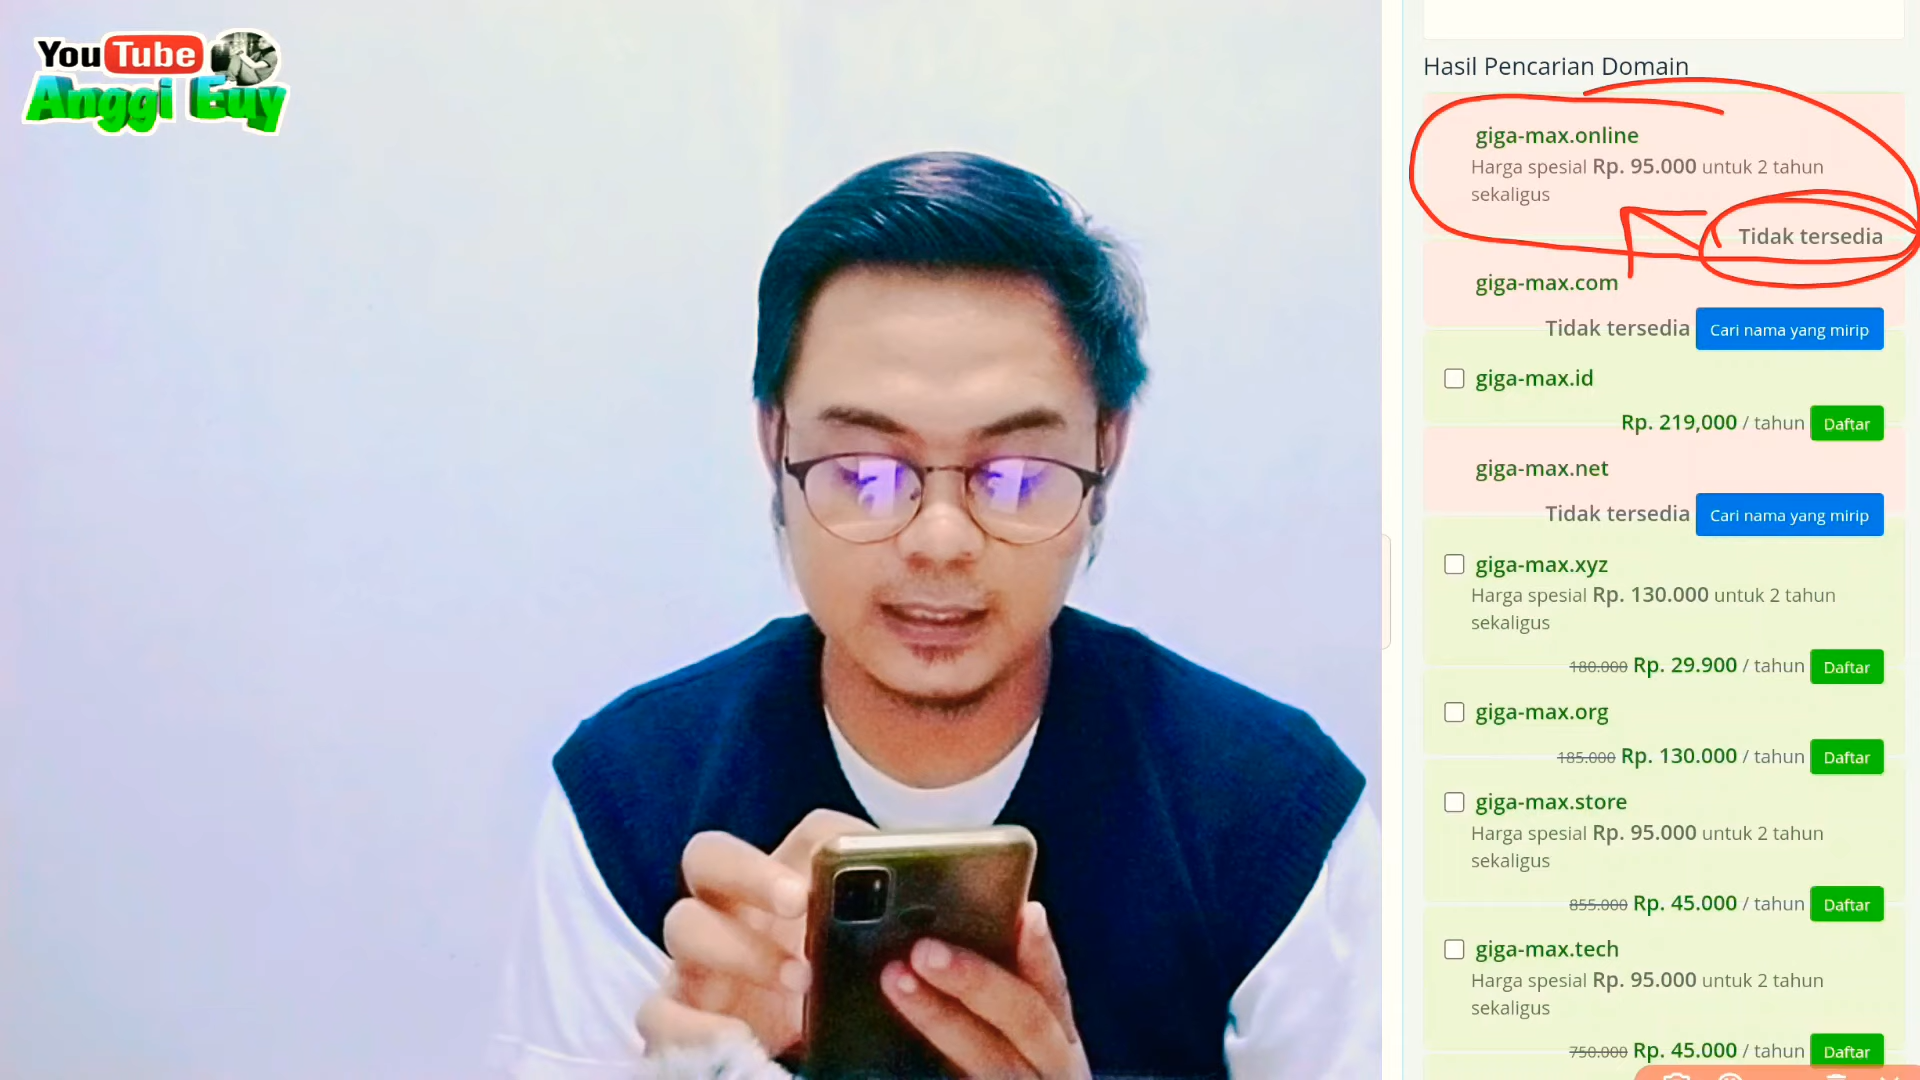 YouTube
Anggi Euy
Hasil Pencarian Domain
giga-max.online
Harga spesial Rp. 95.000 untuk 2 tahun
sekaligus
Tidak tersedia
giga-max.com
Tidak tersedia Cari nama yang mirip
giga-max.id
Rp. 219,000 / tahun Daftar
giga-max.net
Tidak tersedia Cari nama yang mirip
giga-max.xyz
Harga spesial Rp. 130.000 untuk 2 tahun
sekaligus
180.000 Rp. 29.900 / tahun Daftar
giga-max.org
185.000 Rp. 130.000 / tahun Daftar
giga-max.store
Harga spesial Rp. 95.000 untuk 2 tahun
sekaligus
855.000 Rp. 45.000 / tahun Daftar
giga-max.tech
Harga spesial Rp. 95.000 untuk 2 tahun
sekaligus
750.000 Rp. 45.000 / tahun Daftar